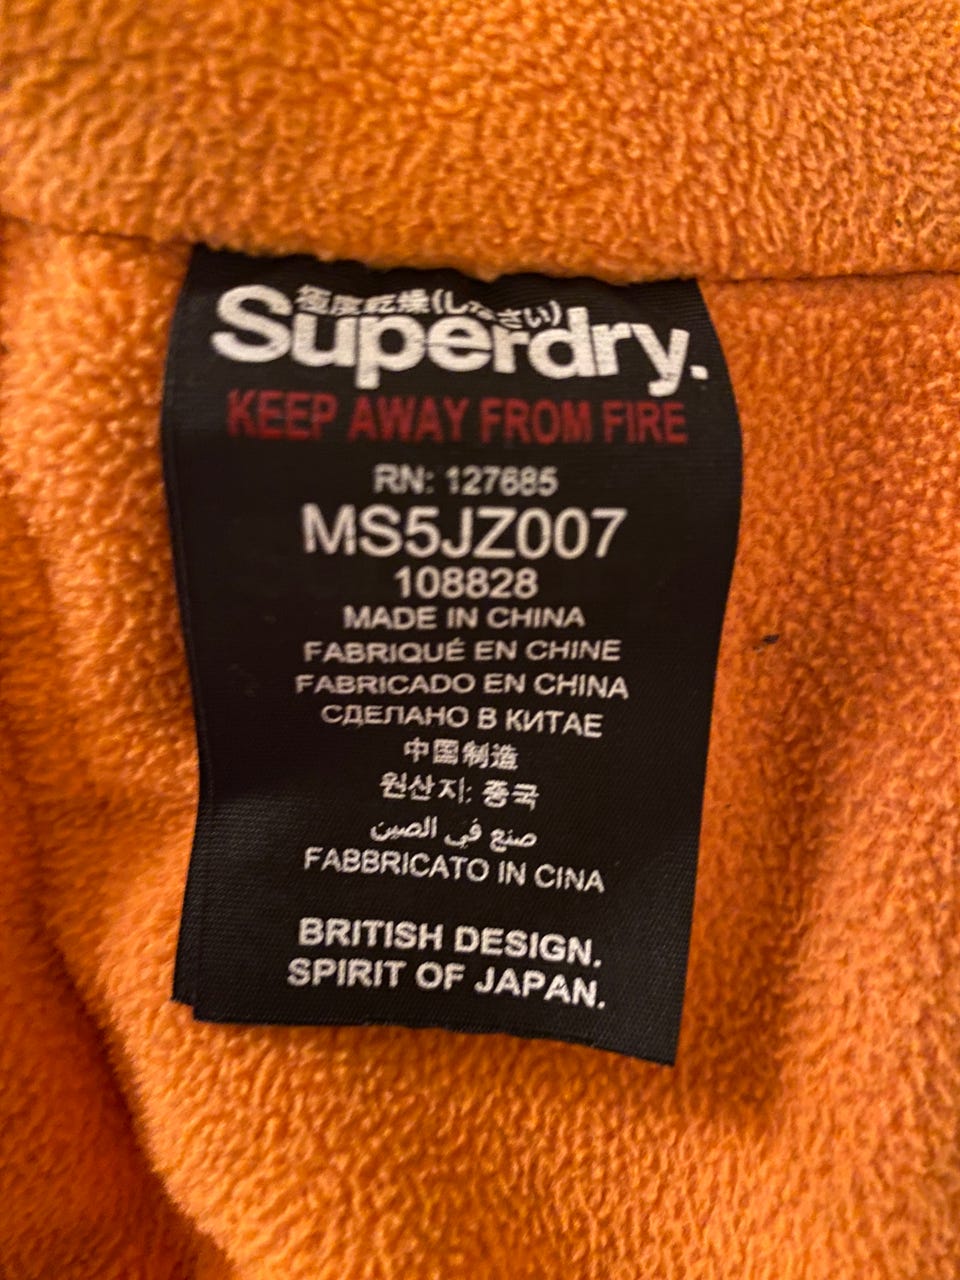 極度乾燥(しなさい)
Superdry.
KEEP AWAY FROM FIRE
RN: 127685
MS5JZ007
108828
MADE IN CHINA
FABRIQUÉ EN CHINE
FABRICADO EN CHINA
СДЕЛАНО В КИТАЕ
中国制造
원산지: 중국
صنع في الصين
FABBRICATO IN CINA
BRITISH DESIGN.
SPIRIT OF JAPAN.